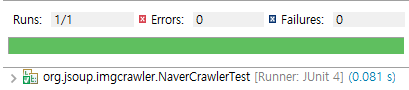 Runs: 1/1 Errors: 0 Failures: 0
org.jsoup.imgcrawler.NaverCrawlerTest [Runner: JUnit 4] (0.081 s)